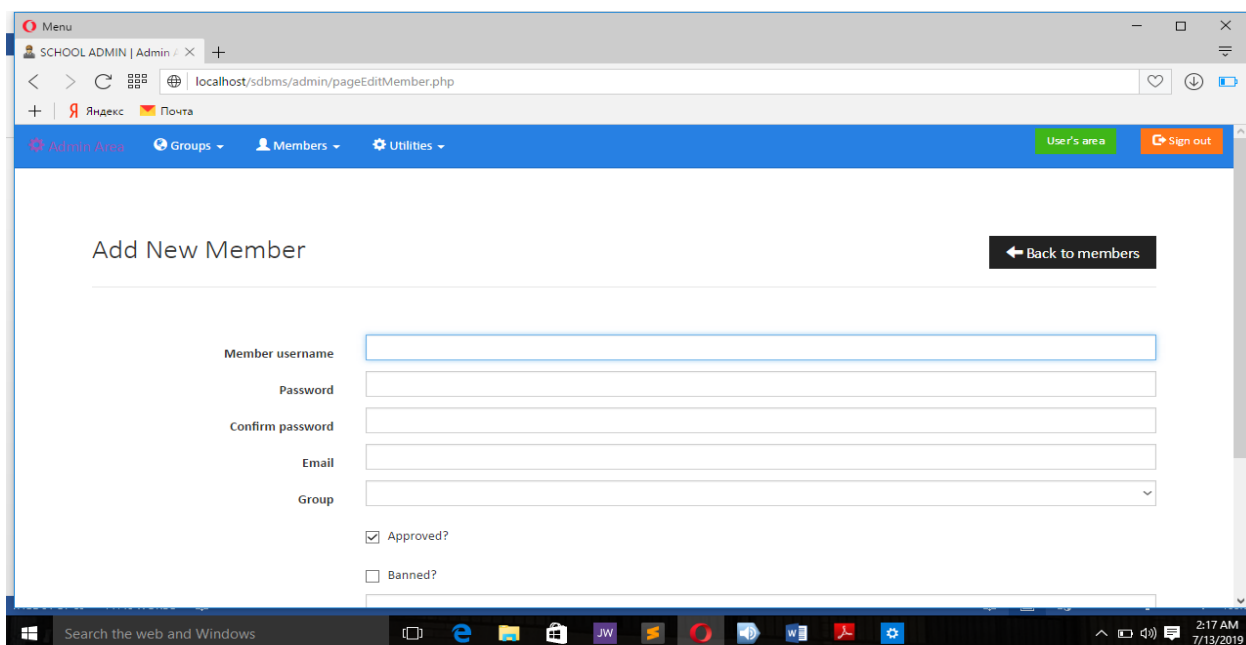 Menu
SCHOOL ADMIN | Admin A
localhost/sdbms/admin/pageEditMember.php
Яндекс Почта
Admin Area Groups Members Utilities User's area Sign out
Add New Member Back to members
Member username
Password
Confirm password
Email
Group
Approved?
Banned?
Search the web and Windows JW 2:17 AM
7/13/2019